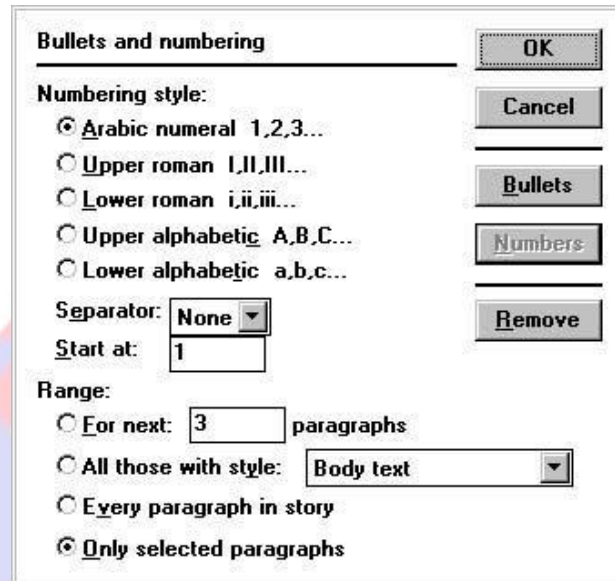 Bullets and numbering
OK
Cancel
Numbering style:
Arabic numeral 1,2,3...
Upper roman I,II,III...
Lower roman i,ii,iii...
Upper alphabetic A,B,C...
Lower alphabetic a,b,c...
Bullets
Numbers
Separator: None
Start at: 1
Remove
Range:
For next: 3 paragraphs
All those with style: Body text
Every paragraph in story
Only selected paragraphs